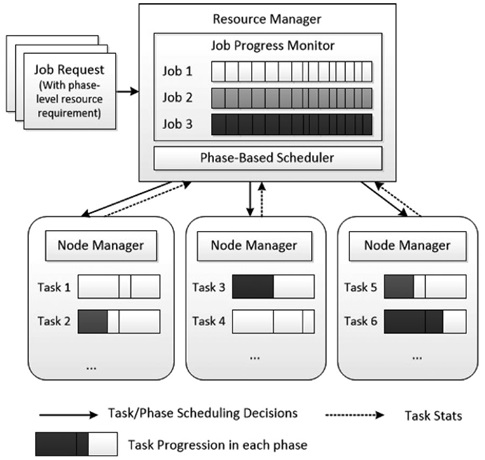 Resource Manager
Job Progress Monitor
Job Request
(With phase-
level resource
requirement)
Job 1
Job 2
Job 3
Phase-Based Scheduler
Node Manager
Task 1
Task 2
...
Node Manager
Task 3
Task 4
...
Node Manager
Task 5
Task 6
...
Task/Phase Scheduling Decisions
Task Stats
Task Progression in each phase